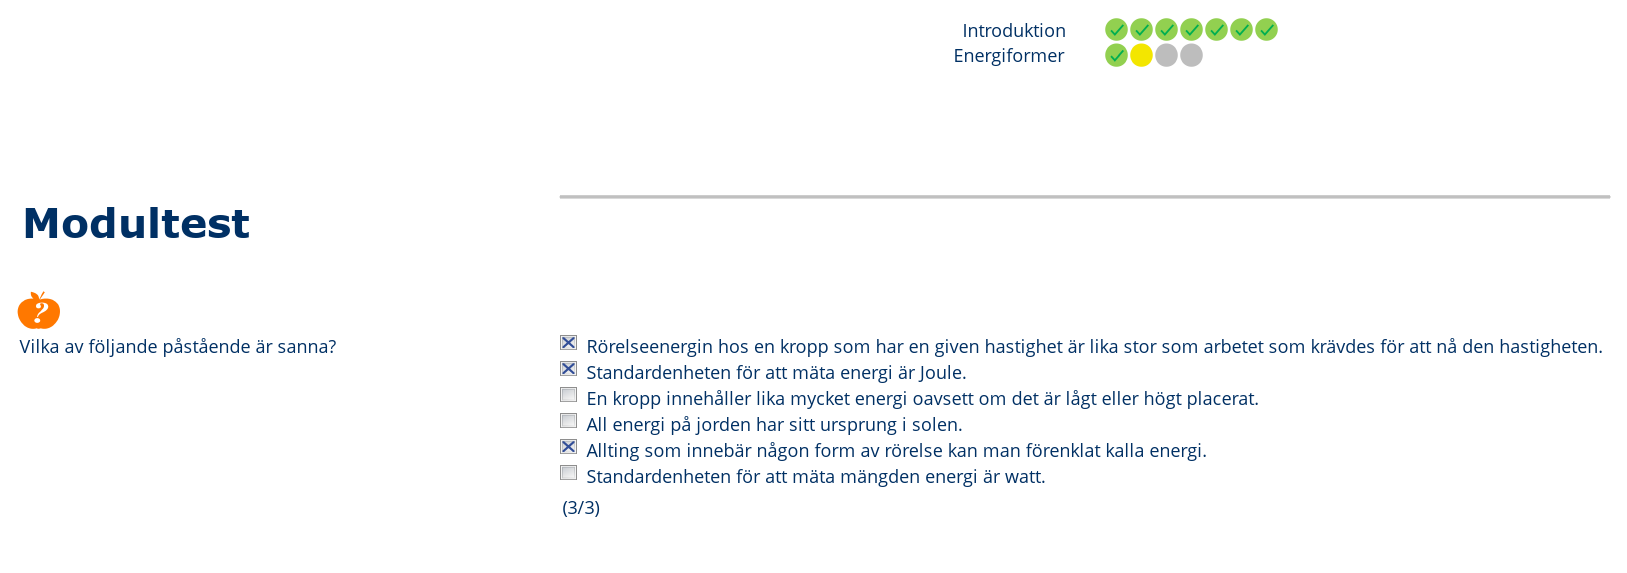 Introduktion
Energiformer
Modultest
?
Vilka av följande påstående är sanna?
Rörelseenergin hos en kropp som har en given hastighet är lika stor som arbetet som krävdes för att nå den hastigheten.
Standardenheten för att mäta energi är Joule.
En kropp innehåller lika mycket energi oavsett om det är lågt eller högt placerat.
All energi på jorden har sitt ursprung i solen.
Allting som innebär någon form av rörelse kan man förenklat kalla energi.
Standardenheten för att mäta mängden energi är watt.
(3/3)